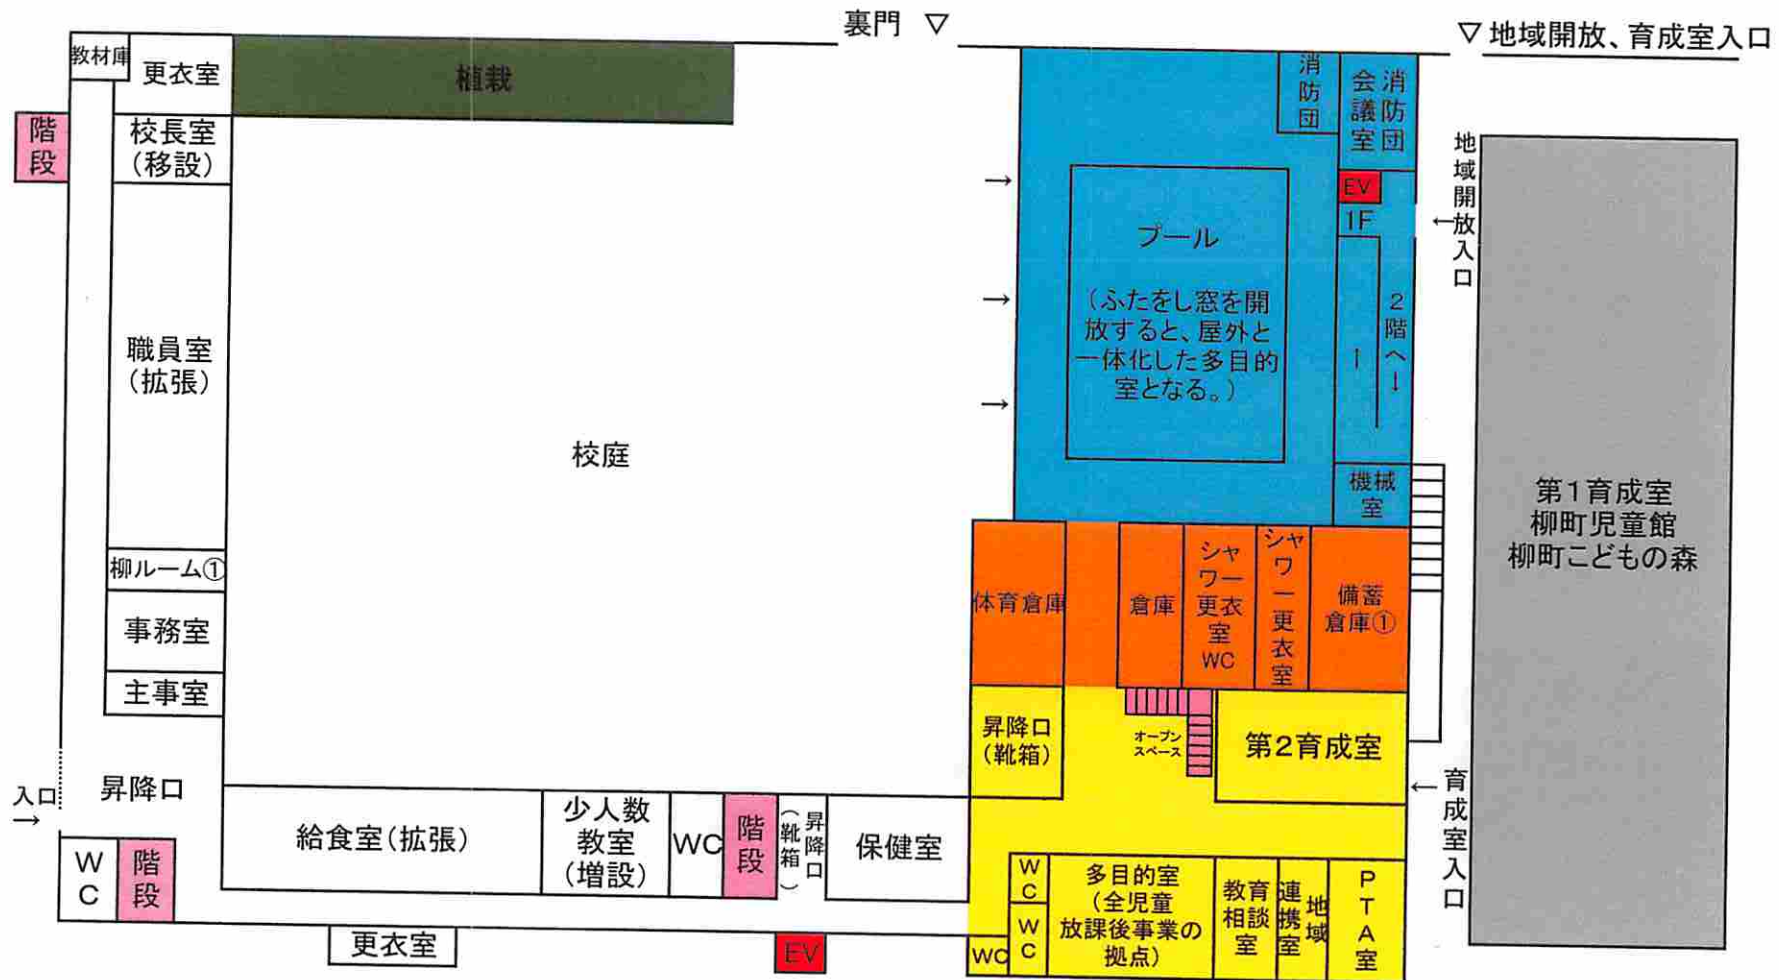 裏門 ▽
▽地域開放、育成室入口
教材庫
更衣室
植栽
消防団
消防団
会議室
階段
校長室
(移設)
地域開放入口
←
EV
1F
→
プール
(ふたをし窓を開
放すると、屋外と
一体化した多目的
室となる。)
→
→
2階へ↓
↑
職員室
(拡張)
校庭
機械
室
第1育成室
柳町児童館
柳町こどもの森
柳ルーム①
事務室
主事室
体育倉庫
倉庫
シャワー更衣室
WC
シャワー更衣室
備蓄
倉庫①
昇降口
(靴箱)
オープン
スペース
第2育成室
←
育成室入口
入口
→
昇降口
給食室(拡張)
少人数
教室
(増設)
WC
階段
昇降口
(靴箱)
保健室
WC
階段
更衣室
EV
WC
WC
WC
多目的室
(全児童
放課後事業の
拠点)
教育
相談
室
地域
連携室
PTA室